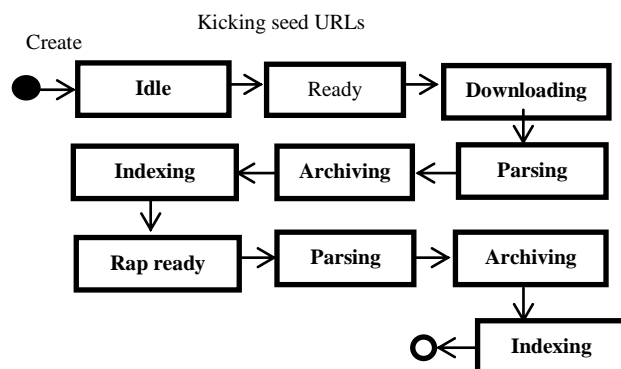 Kicking seed URLs
Create
Idle
Ready
Downloading
Indexing
Archiving
Parsing
Rap ready
Parsing
Archiving
Indexing